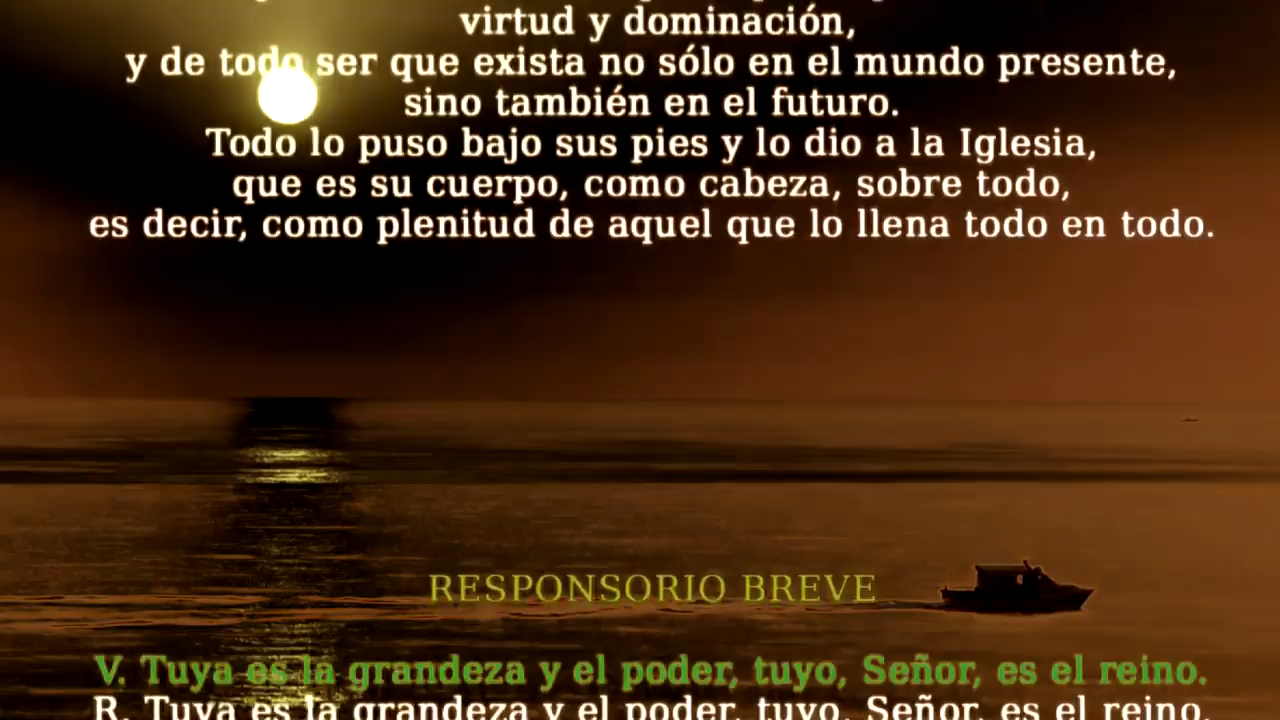 virtud y dominación,
y de todo ser que exista no sólo en el mundo presente,
sino también en el futuro.
Todo lo puso bajo sus pies y lo dio a la Iglesia,
que es su cuerpo, como cabeza, sobre todo,
es decir, como plenitud de aquel que lo llena todo en todo.
RESPONSORIO BREVE
V. Tuya es la grandeza y el poder, tuyo, Señor, es el reino.
R. Tuya es la grandeza y el poder, tuyo, Señor, es el reino.